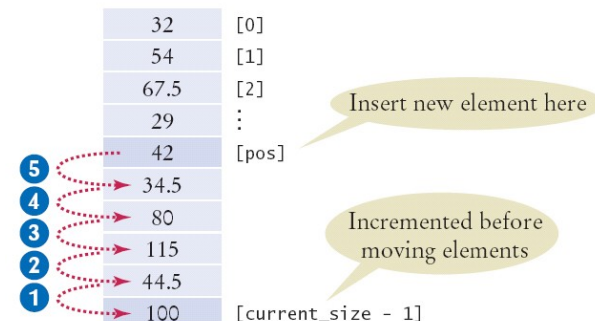 32 [0]
54 [1]
67.5 [2]
29 ⋮
Insert new element here
42 [pos]
5
34.5
4
80
3
115
2
44.5
1
100 [current_size - 1]
Incremented before
moving elements